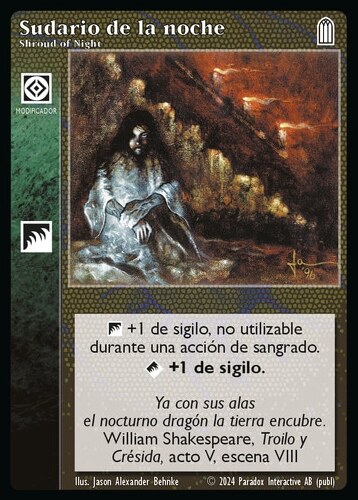 Sudario de la noche
Shroud of Night
MODIFICADOR
+1 de sigilo, no utilizable
durante una acción de sangrado.
+1 de sigilo.
Ya con sus alas
el nocturno dragón la tierra encubre.
William Shakespeare, Troilo y
Crésida, acto V, escena VIII
Ilus. Jason Alexander Behnke
© 2024 Paradox Interactive AB (publ)